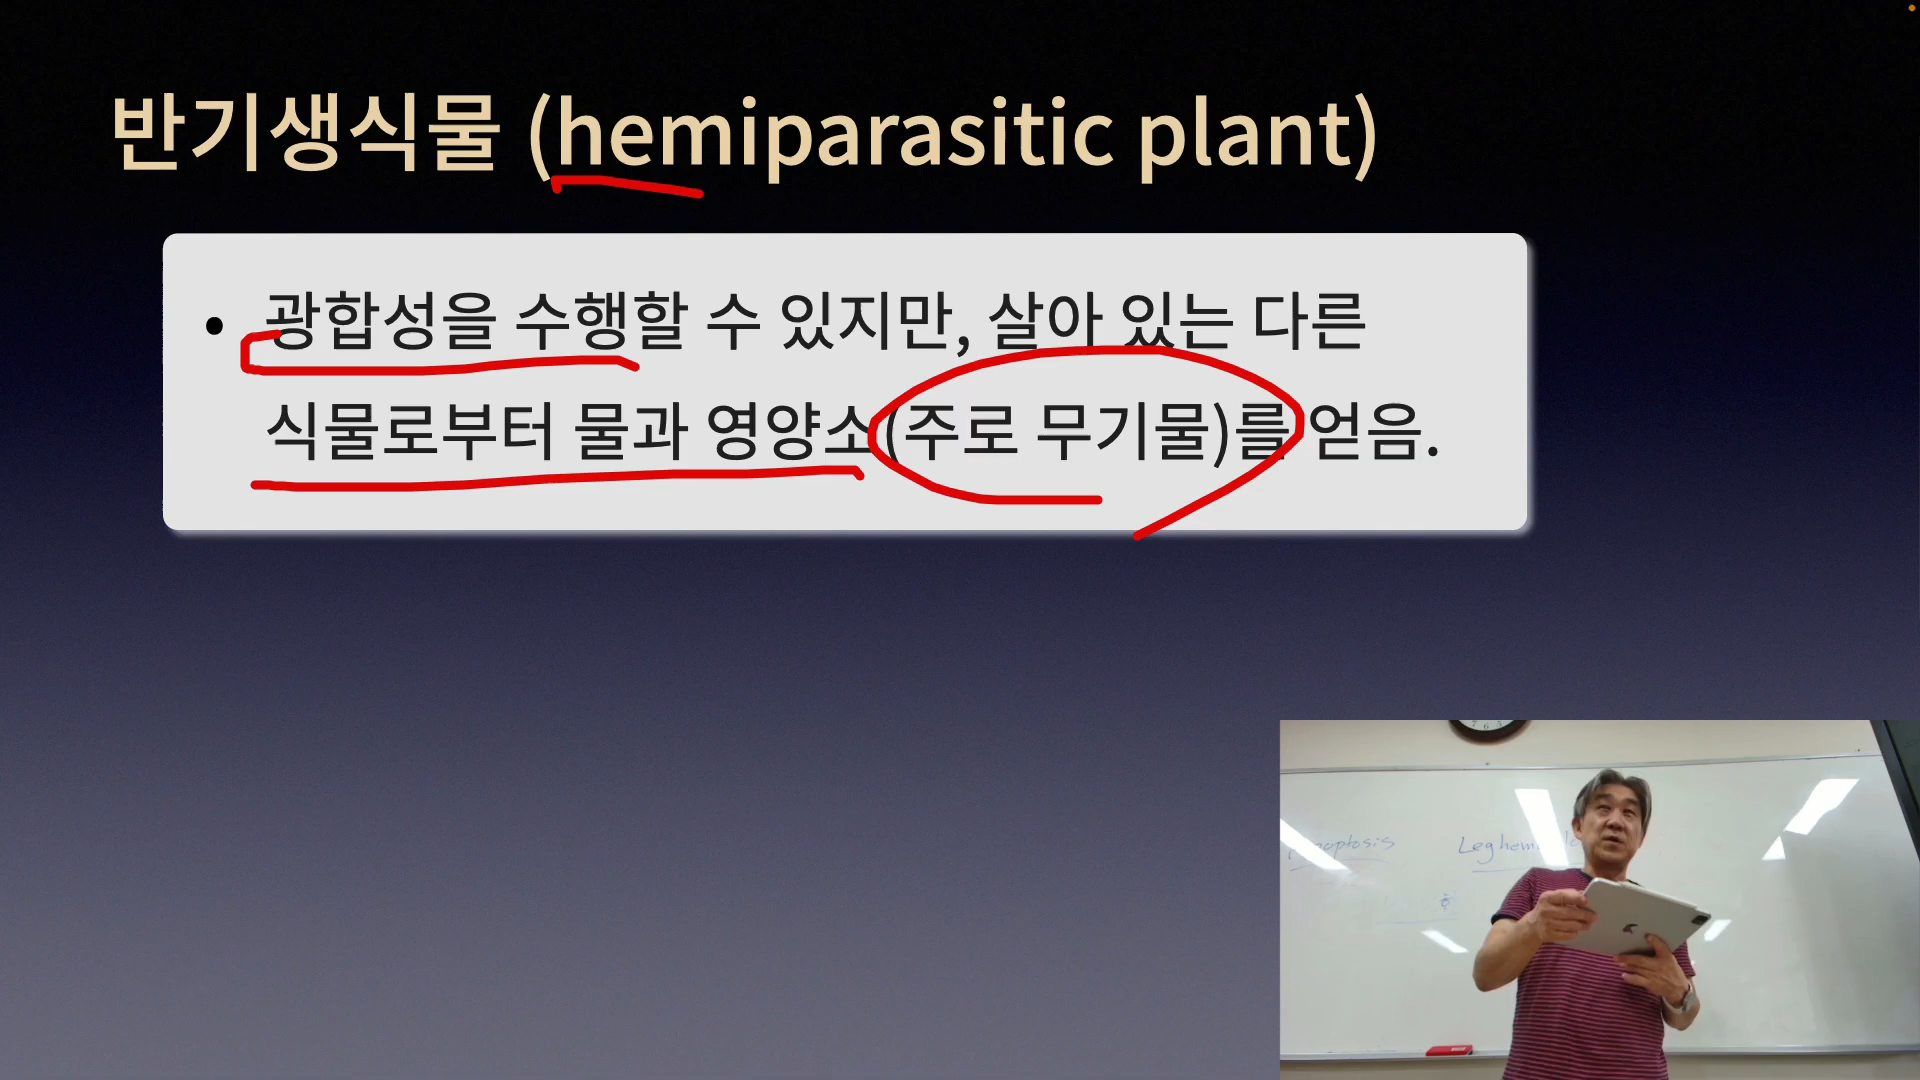 반기생식물 (hemiparasitic plant)
• 광합성을 수행할 수 있지만, 살아 있는 다른
식물로부터 물과 영양소(주로 무기물)를 얻음.